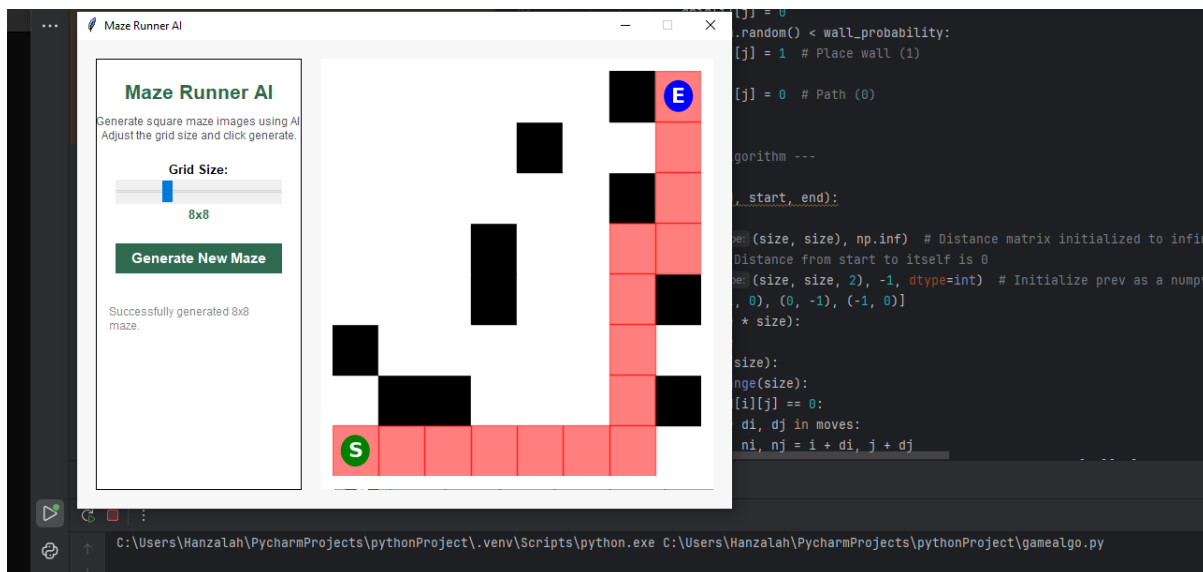 Maze Runner AI
Maze Runner AI
Generate square maze images using AI.
Adjust the grid size and click generate.
Grid Size:
8x8
Generate New Maze
Successfully generated 8x8
maze.
E
S
[j] = 0
.random() < wall_probability:
[j] = 1  # Place wall (1)
[j] = 0  # Path (0)
gorithm ---
, start, end):
(size, size), np.inf)  # Distance matrix initialized to infi
Distance from start to itself is 0
(size, size, 2), -1, dtype=int)  # Initialize prev as a nump
, 0), (0, -1), (-1, 0)]
* size):
size):
nge(size):
[i][j] == 0:
di, dj in moves:
ni, nj = i + di, j + dj
C:\Users\Hanzalah\PycharmProjects\pythonProject\.venv\Scripts\python.exe C:\Users\Hanzalah\PycharmProjects\pythonProject\gamealgo.py